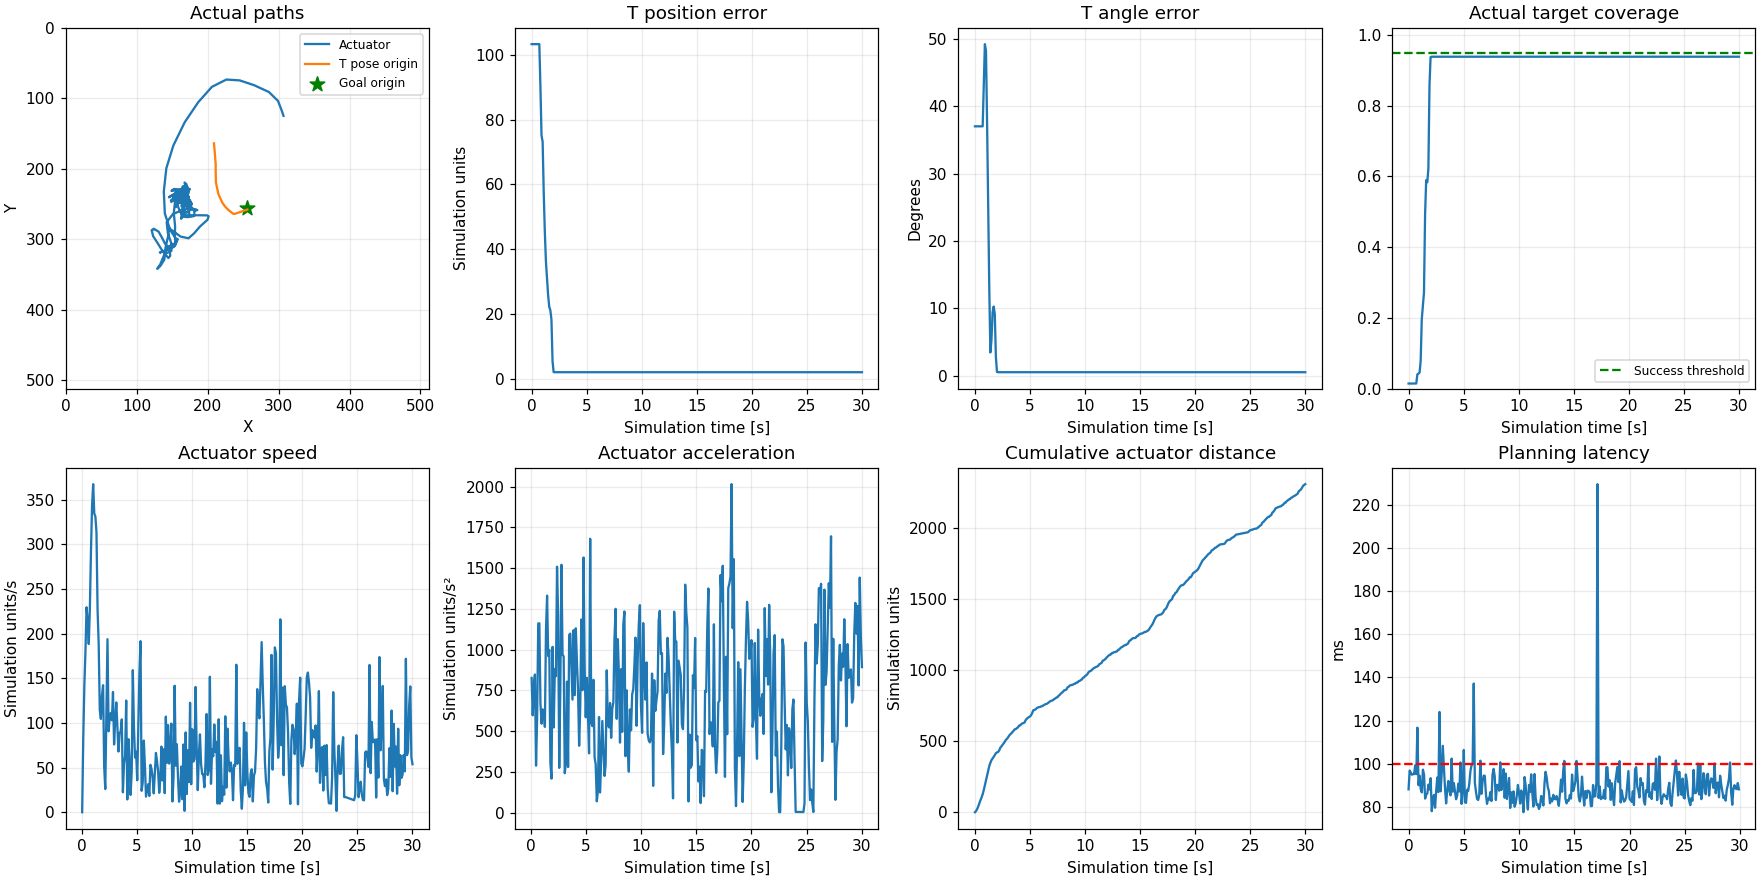 Actual paths
Y
0
100
200
300
400
500
0 100 200 300 400 500
X
Actuator
T pose origin
Goal origin
T position error
Simulation units
100
80
60
40
20
0
0 5 10 15 20 25 30
Simulation time [s]
T angle error
Degrees
50
40
30
20
10
0
0 5 10 15 20 25 30
Simulation time [s]
Actual target coverage
1.0
0.8
0.6
0.4
0.2
0.0
0 5 10 15 20 25 30
Simulation time [s]
Success threshold
Actuator speed
Simulation units/s
350
300
250
200
150
100
50
0
0 5 10 15 20 25 30
Simulation time [s]
Actuator acceleration
Simulation units/s²
2000
1750
1500
1250
1000
750
500
250
0
0 5 10 15 20 25 30
Simulation time [s]
Cumulative actuator distance
Simulation units
2000
1500
1000
500
0
0 5 10 15 20 25 30
Simulation time [s]
Planning latency
ms
220
200
180
160
140
120
100
80
0 5 10 15 20 25 30
Simulation time [s]